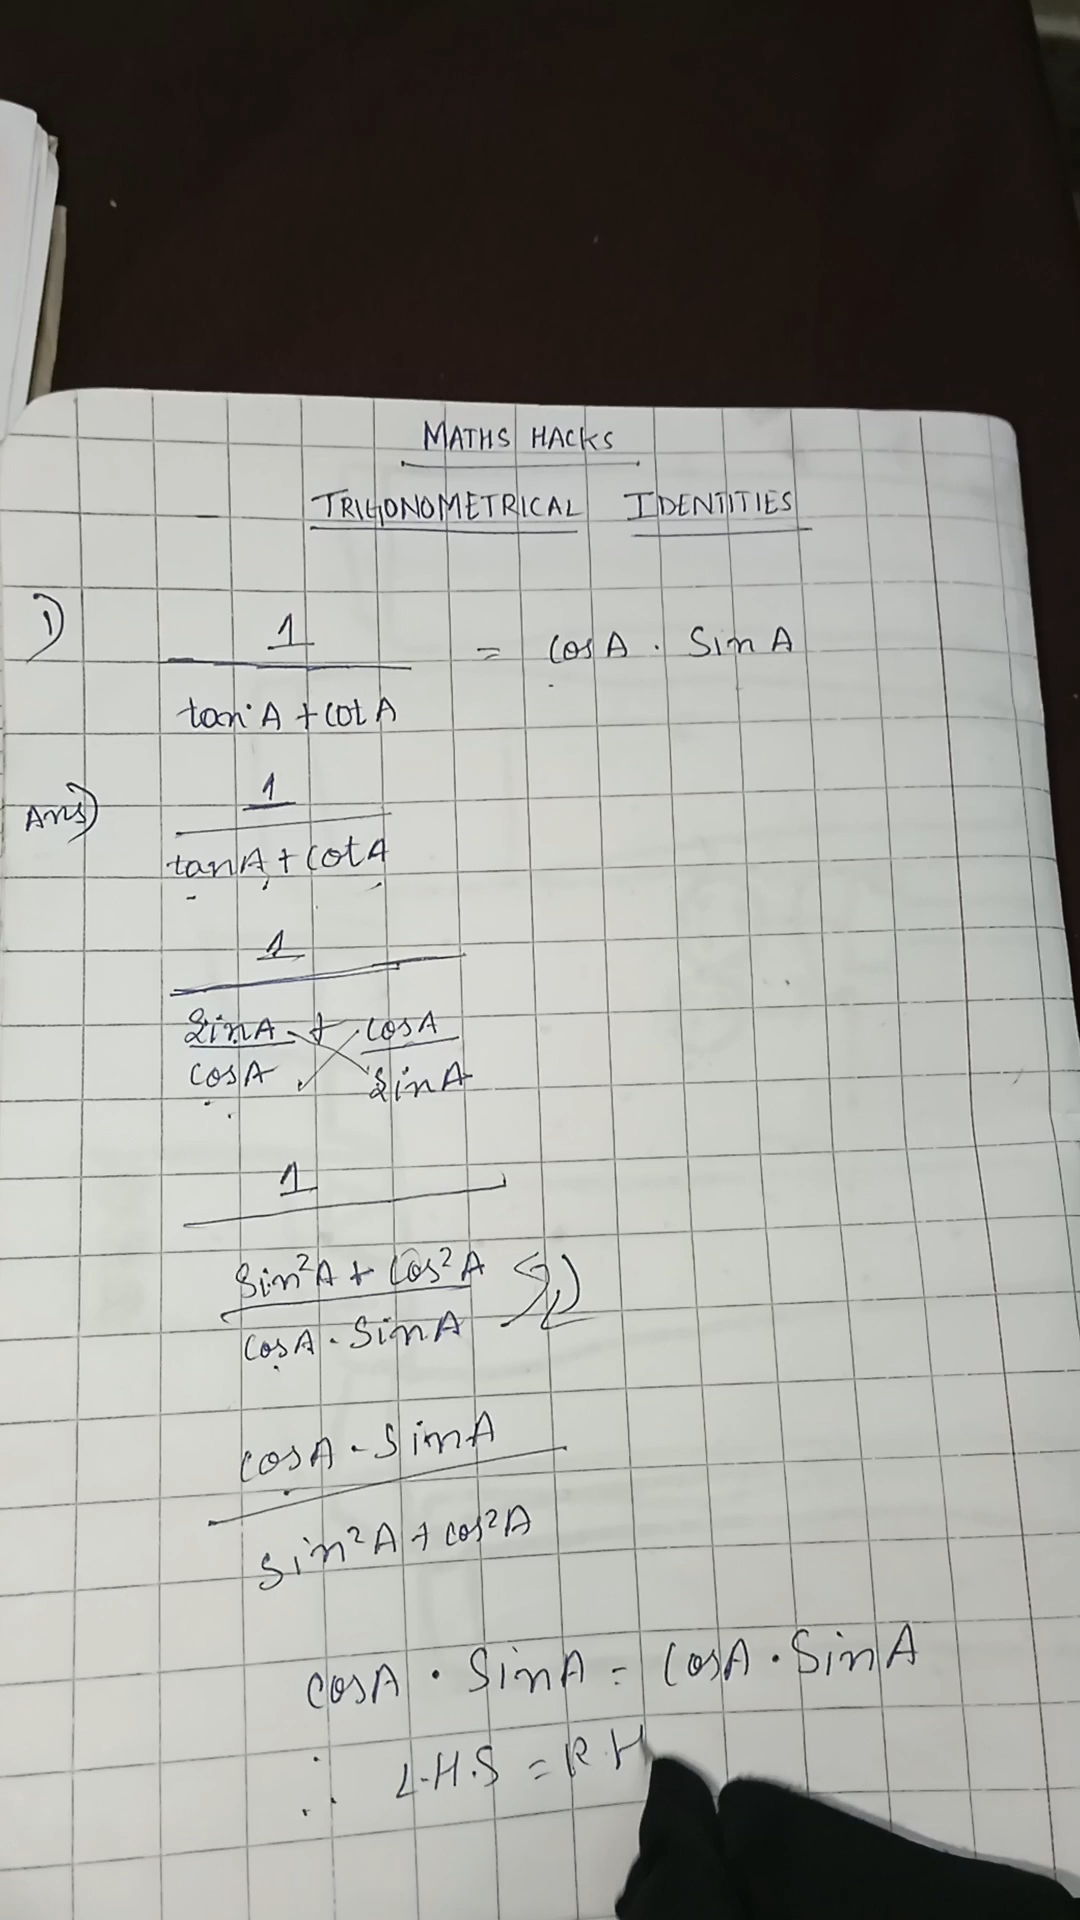 MATHS HACKS
TRIGONOMETRICAL IDENTITIES
1) 1 / tan A + cot A = cos A . Sin A
Ans) 1
tan A + cot A
1
Sin A + cos A
cos A Sin A
1
Sin²A + Cos²A
cos A . Sin A
cos A . Sin A
Sin²A + cos²A
cos A . Sin A = cos A . Sin A
∴ L.H.S = R.H